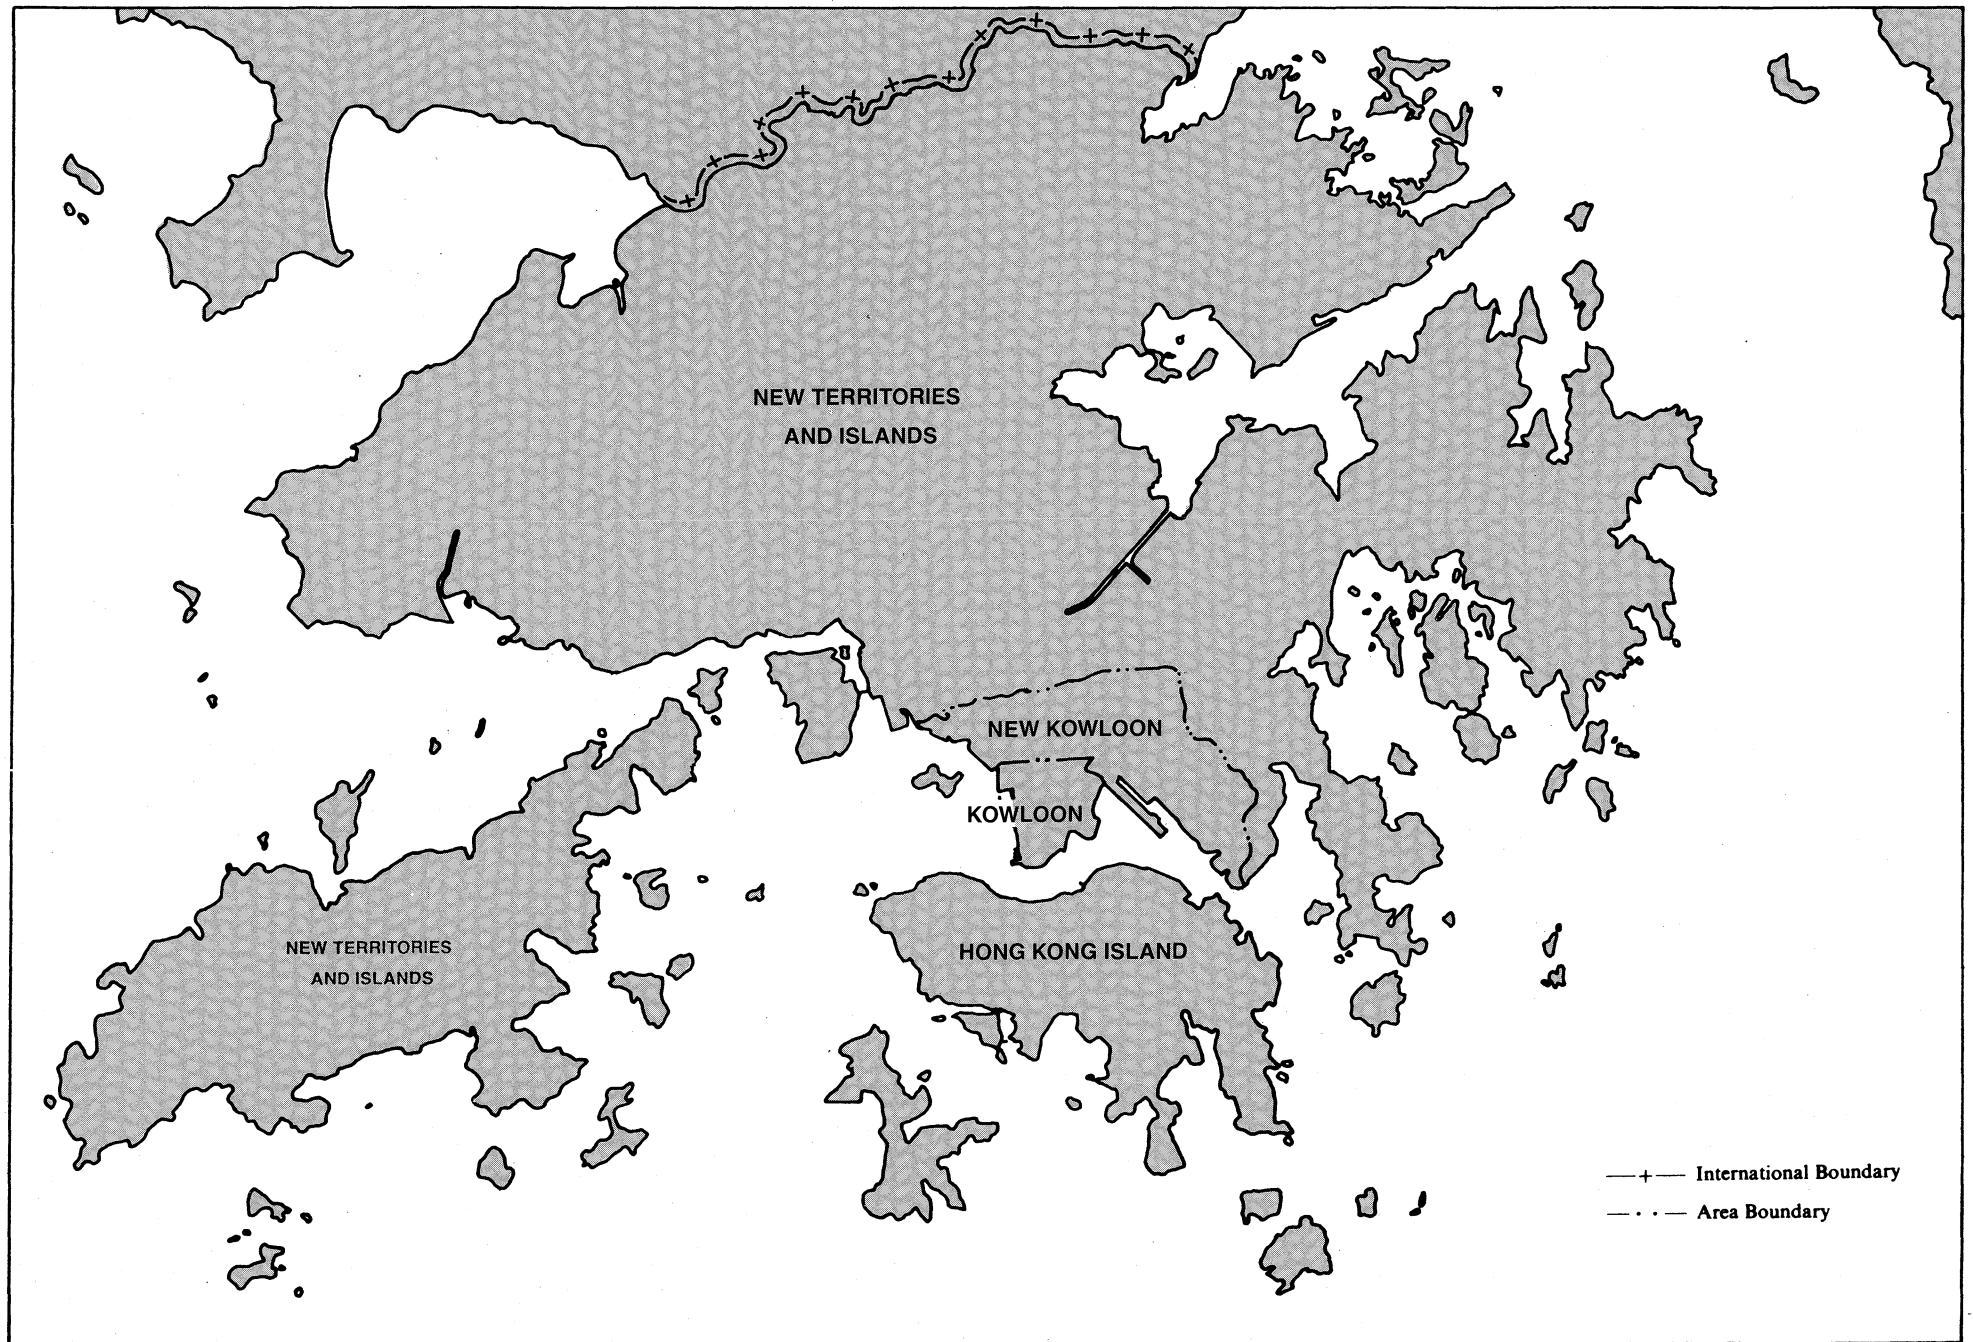 NEW TERRITORIES
AND ISLANDS
NEW KOWLOON
KOWLOON
NEW TERRITORIES
AND ISLANDS
HONG KONG ISLAND
International Boundary
Area Boundary